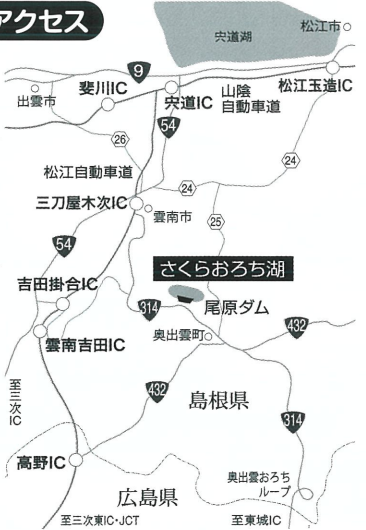 アクセス
宍道湖
松江市
9
斐川IC
出雲市
宍道IC
山陰
自動車道
松江玉造IC
54
26
24
松江自動車道
24
三刀屋木次IC
雲南市
25
54
さくらおろち湖
吉田掛合IC
314
尾原ダム
432
奥出雲町
雲南吉田IC
432
島根県
至三次IC
314
高野IC
奥出雲おろち
ループ
広島県
至三次東IC・JCT
至東城IC